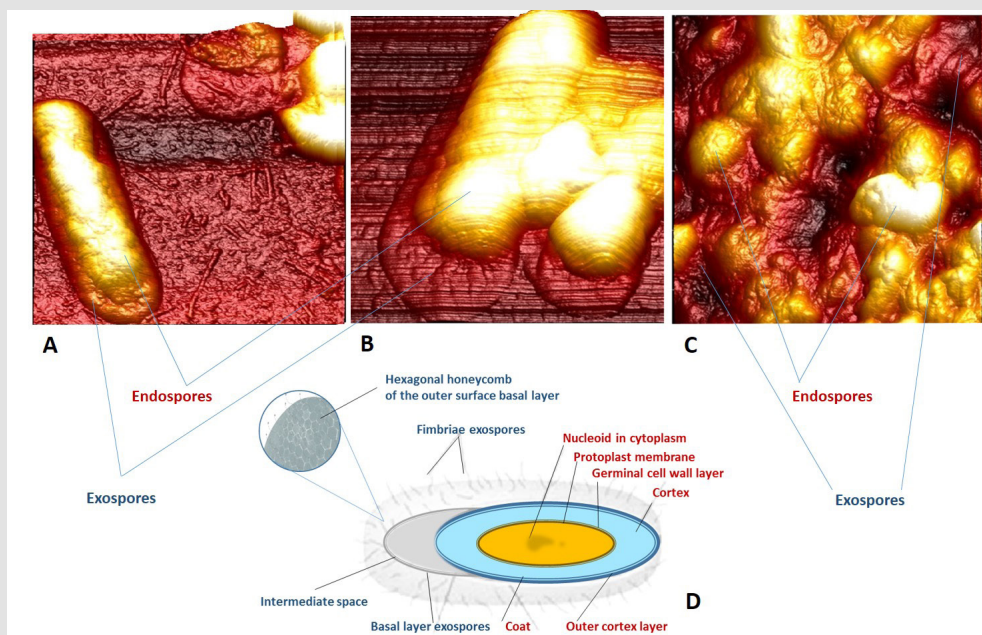 A
B
C
Endospores
Endospores
Hexagonal honeycomb
of the outer surface basal layer
Fimbriae exospores
Nucleoid in cytoplasm
Protoplast membrane
Germinal cell wall layer
Cortex
Exospores
Exospores
Intermediate space
D
Basal layer exospores
Coat
Outer cortex layer